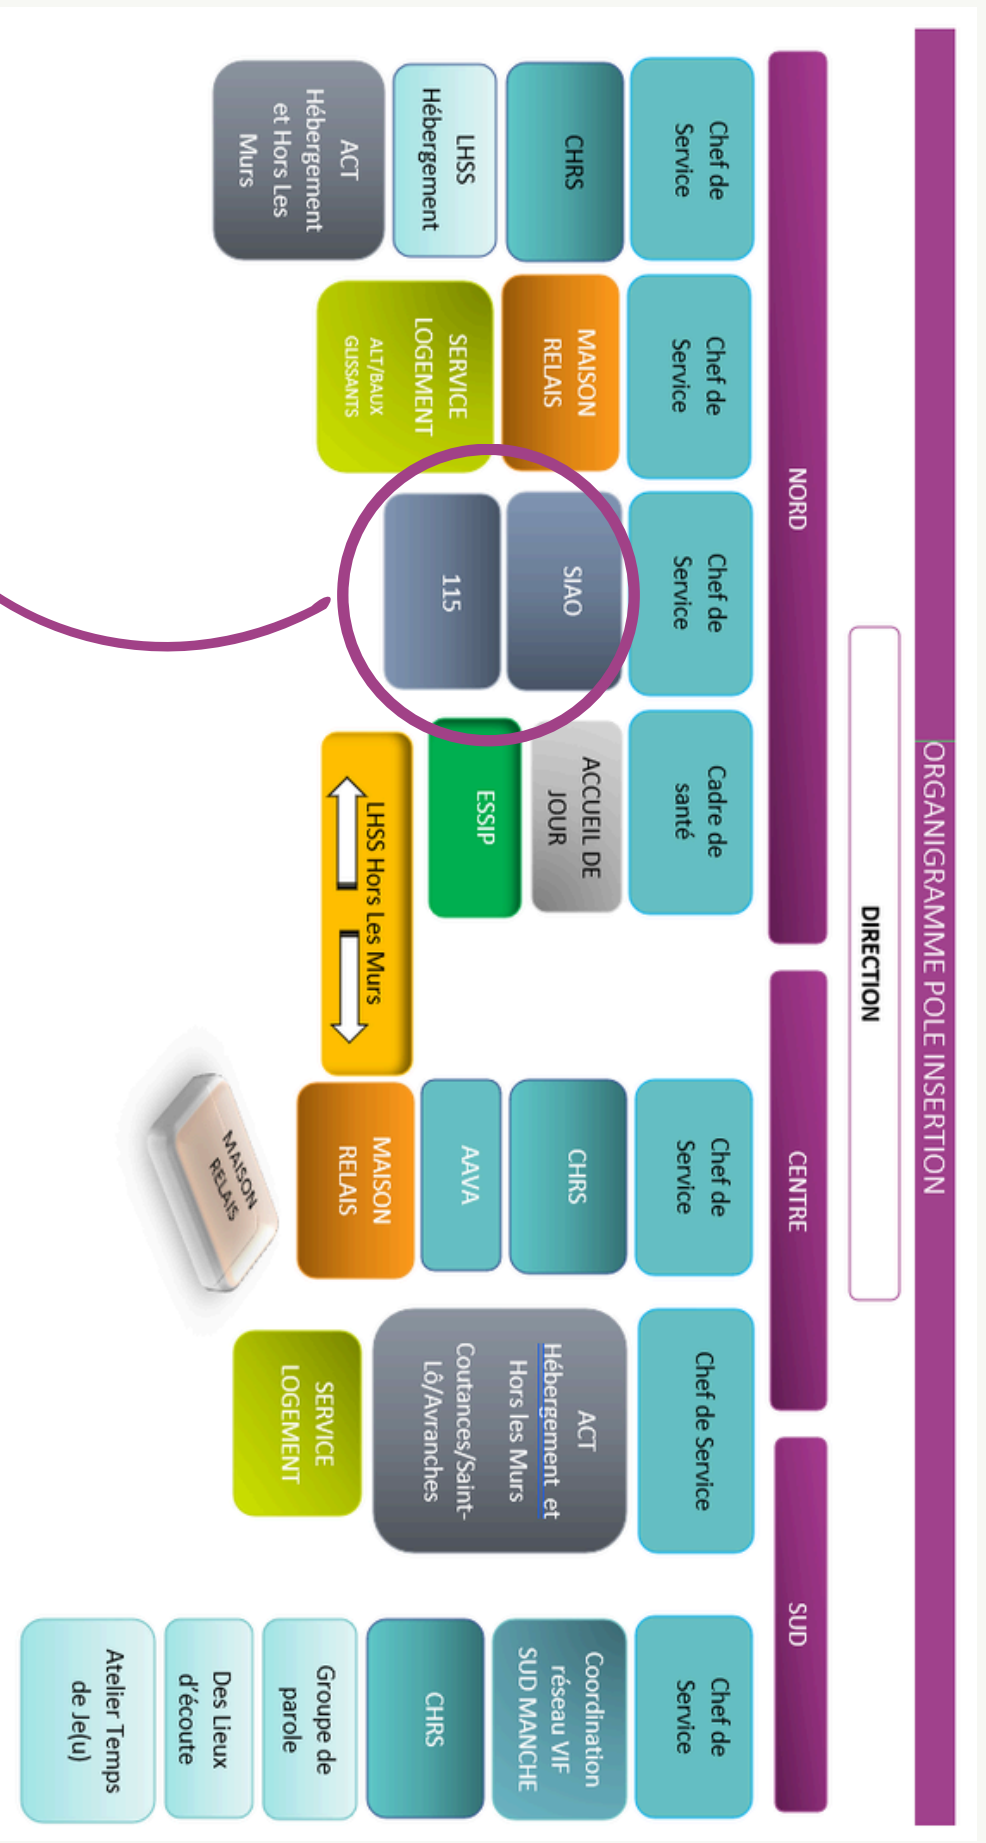 ORGANIGRAMME POLE INSERTION
DIRECTION
NORD
CENTRE
SUD
Chef de
Service
CHRS
LHSS
Hébergement
ACT
Hébergement
et Hors Les
Murs
Chef de
Service
MAISON
RELAIS
SERVICE
LOGEMENT
ALT/BAUX
GLISSANTS
Chef de
Service
SIAO
115
Cadre de
santé
ACCUEIL DE
JOUR
ESSIP
LHSS Hors Les Murs
Chef de
Service
CHRS
AAVA
MAISON
RELAIS
MAISON
RELAIS
Chef de Service
ACT
Hébergement et
Hors les Murs
Coutances/Saint-
Lô/Avranches
SERVICE
LOGEMENT
Chef de
Service
Coordination
réseau VIF
SUD MANCHE
CHRS
Groupe de
parole
Des Lieux
d'écoute
Atelier Temps
de Je(u)